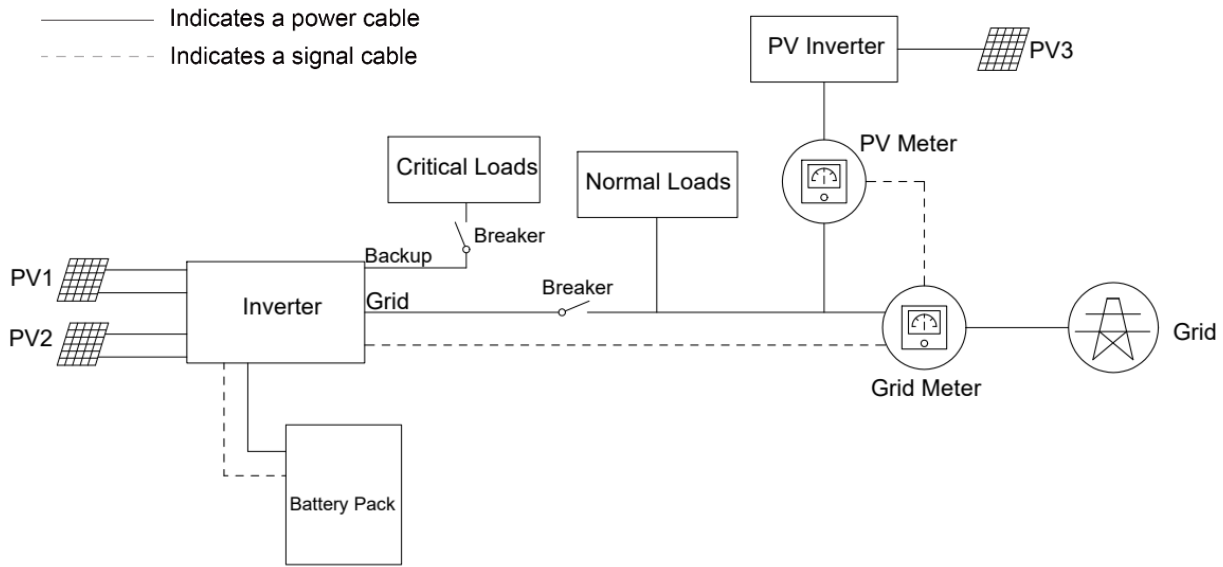 Indicates a power cable
Indicates a signal cable
PV Inverter
PV3
PV Meter
Critical Loads
Normal Loads
Breaker
Backup
PV1
Inverter
Grid
Breaker
PV2
Grid
Grid Meter
Battery Pack